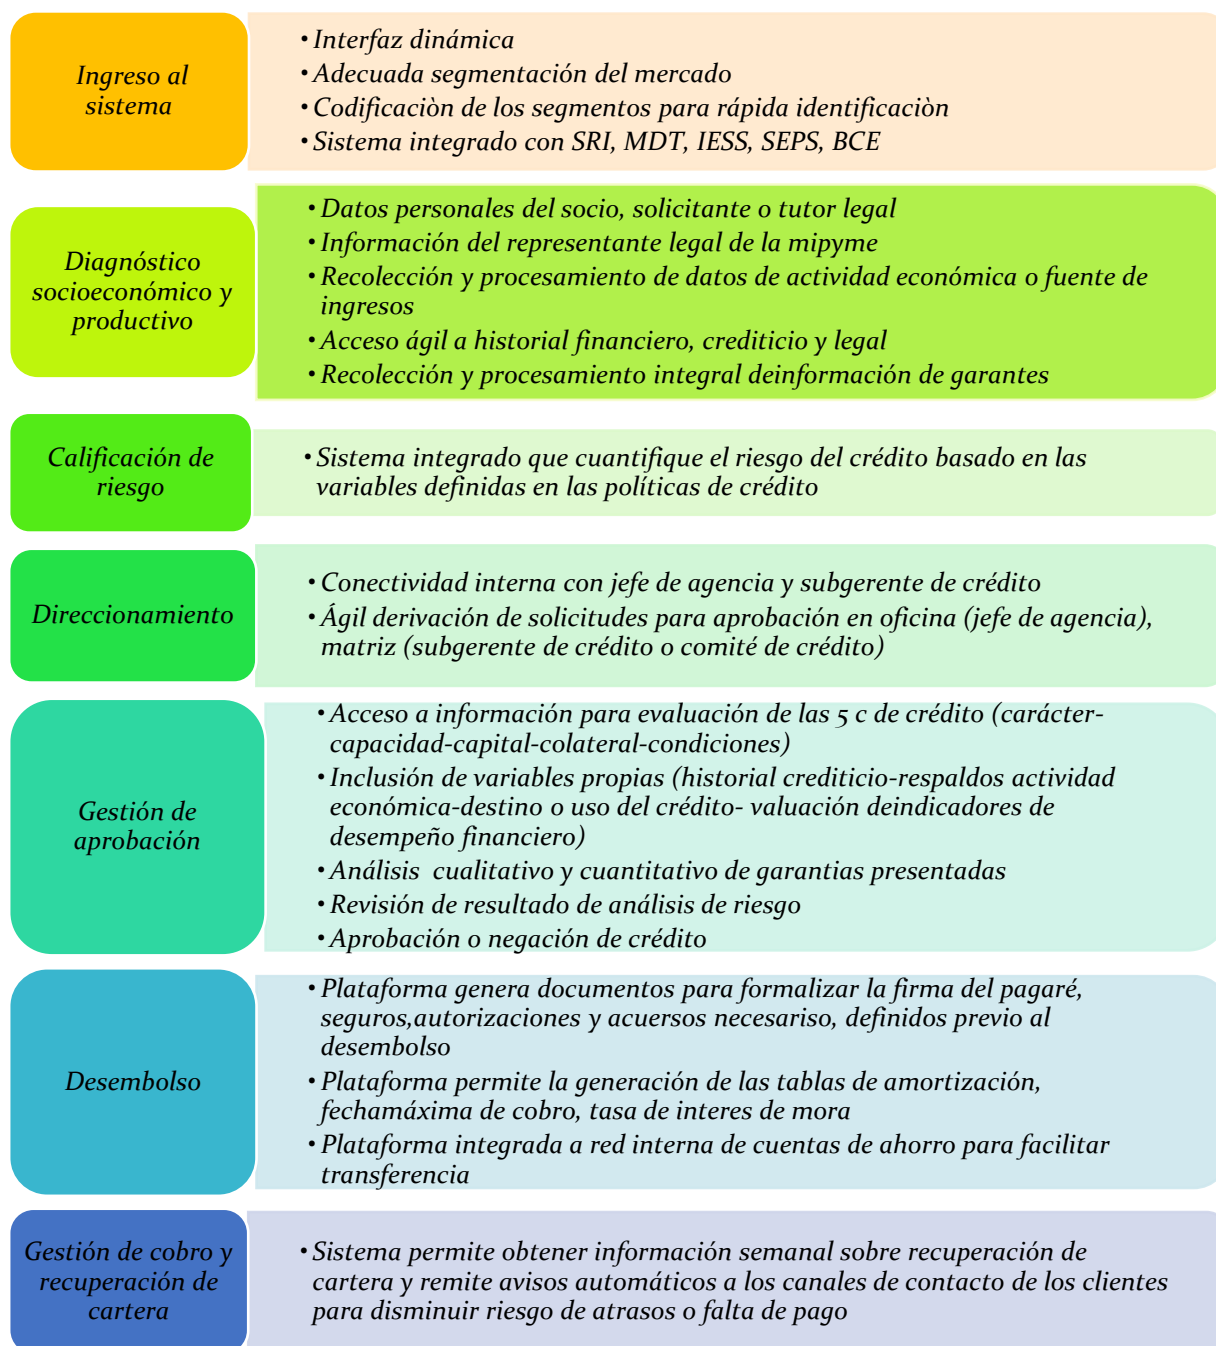 Ingreso al
sistema
• Interfaz dinámica
• Adecuada segmentación del mercado
• Codificaciòn de los segmentos para rápida identificaciòn
• Sistema integrado con SRI, MDT, IESS, SEPS, BCE
Diagnóstico
socioeconómico y
productivo
• Datos personales del socio, solicitante o tutor legal
• Información del representante legal de la mipyme
• Recolección y procesamiento de datos de actividad económica o fuente de
ingresos
• Acceso ágil a historial financiero, crediticio y legal
• Recolección y procesamiento integral deinformación de garantes
Calificación de
riesgo
• Sistema integrado que cuantifique el riesgo del crédito basado en las
variables definidas en las políticas de crédito
Direccionamiento
• Conectividad interna con jefe de agencia y subgerente de crédito
• Ágil derivación de solicitudes para aprobación en oficina (jefe de agencia),
matriz (subgerente de crédito o comité de crédito)
Gestión de
aprobación
• Acceso a información para evaluación de las 5 c de crédito (carácter-
capacidad-capital-colateral-condiciones)
• Inclusión de variables propias (historial crediticio-respaldos actividad
económica-destino o uso del crédito- valuación deindicadores de
desempeño financiero)
• Análisis  cualitativo y cuantitativo de garantias presentadas
• Revisión de resultado de análisis de riesgo
• Aprobación o negación de crédito
Desembolso
• Plataforma genera documentos para formalizar la firma del pagaré,
seguros,autorizaciones y acuersos necesariso, definidos previo al
desembolso
• Plataforma permite la generación de las tablas de amortización,
fechamáxima de cobro, tasa de interes de mora
• Plataforma integrada a red interna de cuentas de ahorro para facilitar
transferencia
Gestión de cobro y
recuperación de
cartera
• Sistema permite obtener información semanal sobre recuperación de
cartera y remite avisos automáticos a los canales de contacto de los clientes
para disminuir riesgo de atrasos o falta de pago